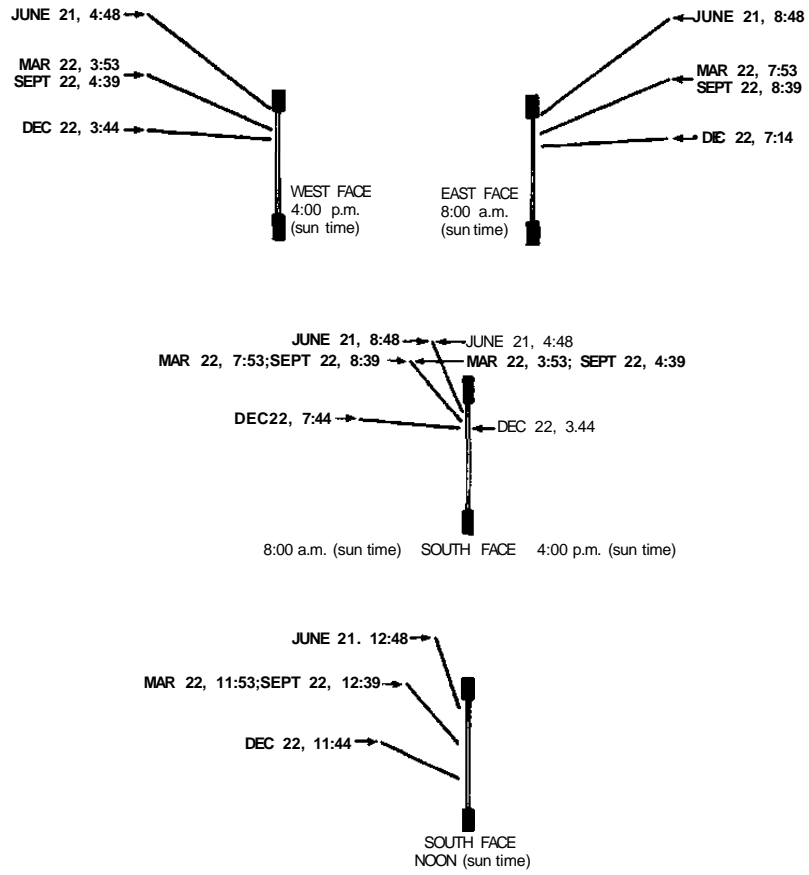 JUNE 21, 4:48
MAR 22, 3:53
SEPT 22, 4:39
DEC 22, 3:44
WEST FACE
4:00 p.m.
(sun time)
JUNE 21, 8:48
MAR 22, 7:53
SEPT 22, 8:39
DEC 22, 7:14
EAST FACE
8:00 a.m.
(sun time)
JUNE 21, 8:48 JUNE 21, 4:48
MAR 22, 7:53;SEPT 22, 8:39 MAR 22, 3:53; SEPT 22, 4:39
DEC22, 7:44 DEC 22, 3.44
8:00 a.m. (sun time) SOUTH FACE 4:00 p.m. (sun time)
JUNE 21. 12:48
MAR 22, 11:53;SEPT 22, 12:39
DEC 22, 11:44
SOUTH FACE
NOON (sun time)